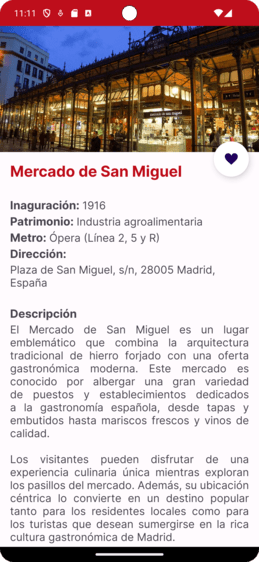 11:11
Mercado de San Miguel
Inaguración: 1916
Patrimonio: Industria agroalimentaria
Metro: Ópera (Línea 2, 5 y R)
Dirección:
Plaza de San Miguel, s/n, 28005 Madrid,
España
Descripción
El Mercado de San Miguel es un lugar
emblemático que combina la arquitectura
tradicional de hierro forjado con una oferta
gastronómica moderna. Este mercado es
conocido por albergar una gran variedad
de puestos y establecimientos dedicados
a la gastronomía española, desde tapas y
embutidos hasta mariscos frescos y vinos de
calidad.
Los visitantes pueden disfrutar de una
experiencia culinaria única mientras exploran
los pasillos del mercado. Además, su ubicación
céntrica lo convierte en un destino popular
tanto para los residentes locales como para
los turistas que desean sumergirse en la rica
cultura gastronómica de Madrid.